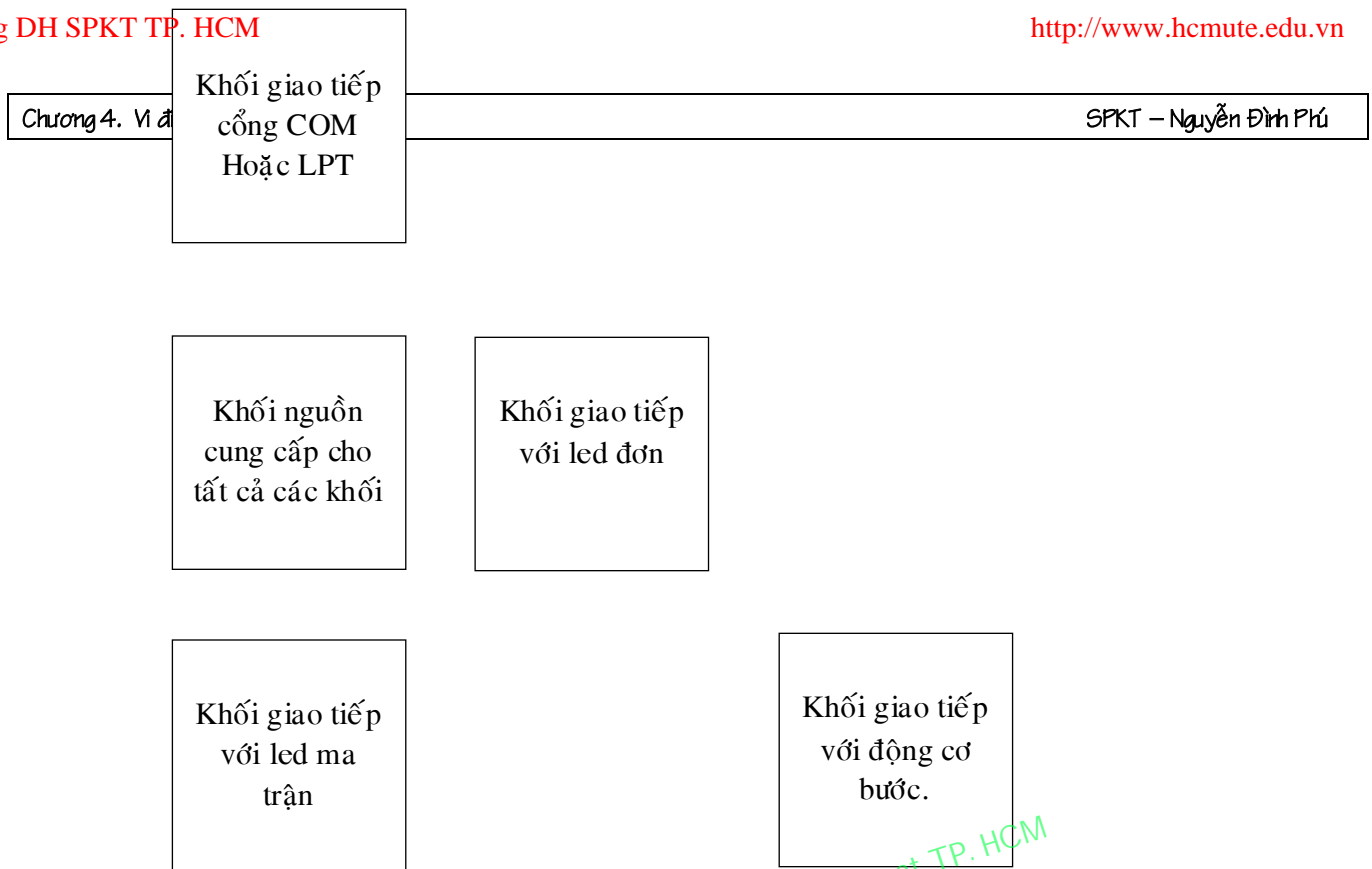 g DH SPKT TP. HCM
http://www.hcmute.edu.vn
Chương 4. Vi đi
SPKT – Nguyễn Đình Phú
Khối giao tiếp
cổng COM
Hoặc LPT
Khối nguồn
cung cấp cho
tất cả các khối
Khối giao tiếp
với led đơn
Khối giao tiếp
với led ma
trận
Khối giao tiếp
với động cơ
bước.
TP. HCM